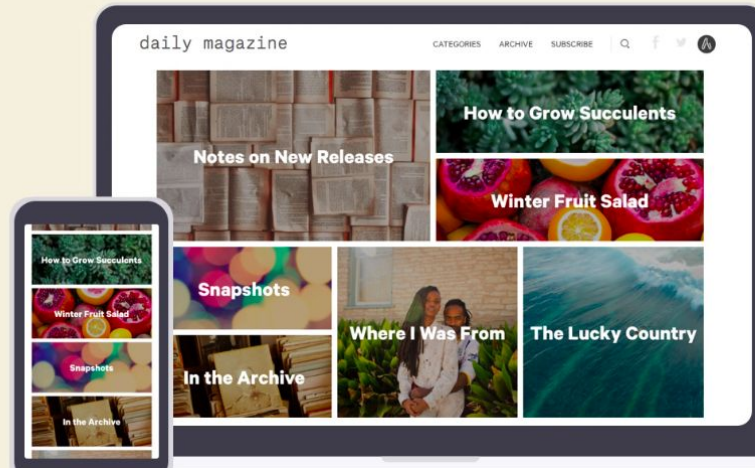 daily magazine
CATEGORIES ARCHIVE SUBSCRIBE
Notes on New Releases
How to Grow Succulents
Winter Fruit Salad
Snapshots
In the Archive
Where I Was From
The Lucky Country
How to Grow Succulents
Winter Fruit Salad
Snapshots
In the Archive